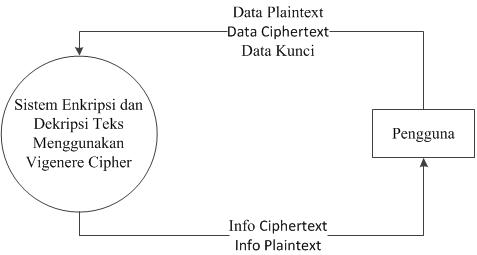 Data Plaintext
Data Ciphertext
Data Kunci
Sistem Enkripsi dan
Dekripsi Teks
Menggunakan
Vigenere Cipher
Pengguna
Info Ciphertext
Info Plaintext